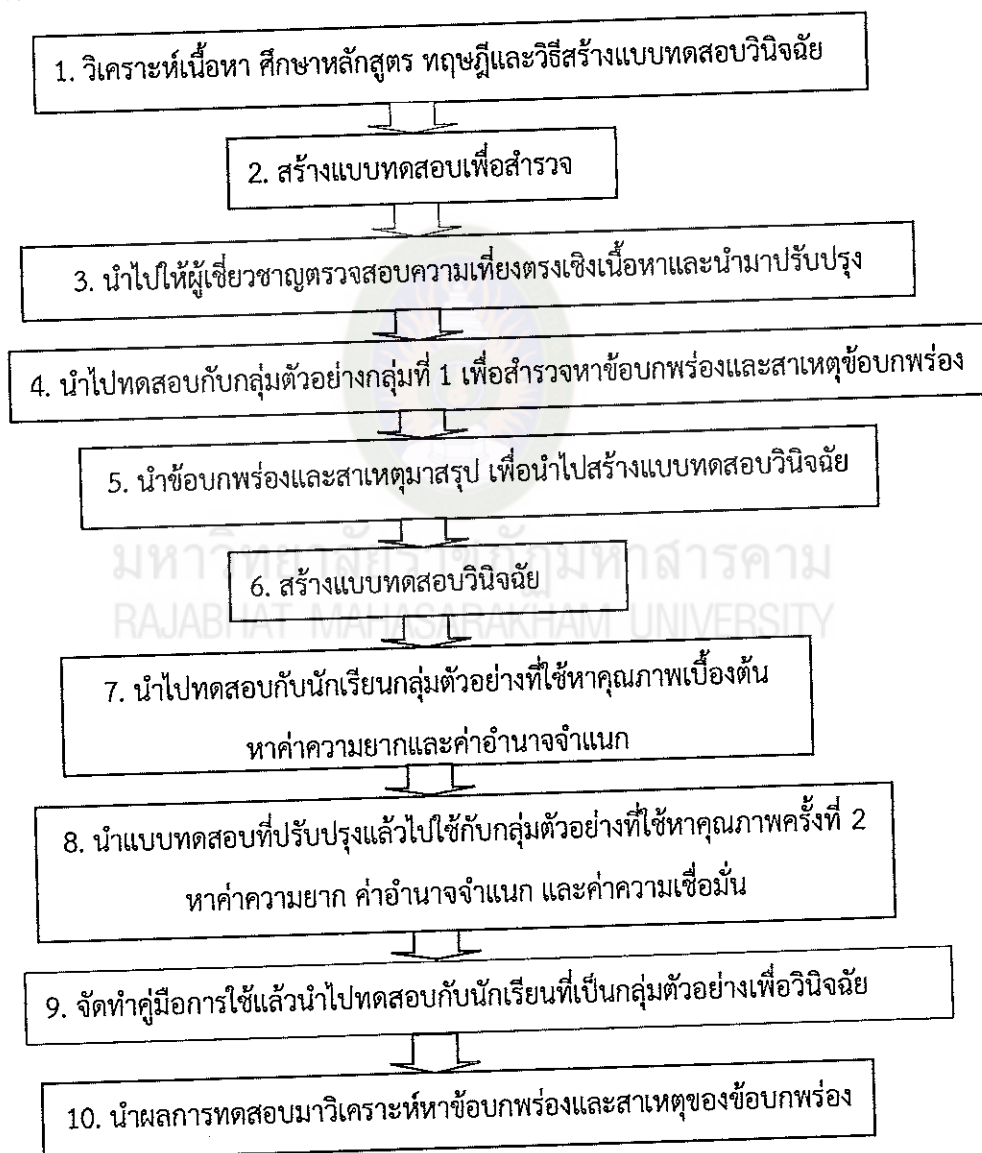 1. วิเคราะห์เนื้อหา ศึกษาหลักสูตร ทฤษฎีและวิธีสร้างแบบทดสอบวินิจฉัย
2. สร้างแบบทดสอบเพื่อสำรวจ
3. นำไปให้ผู้เชี่ยวชาญตรวจสอบความเที่ยงตรงเชิงเนื้อหาและนำมาปรับปรุง
4. นำไปทดสอบกับกลุ่มตัวอย่างกลุ่มที่ 1 เพื่อสำรวจหาข้อบกพร่องและสาเหตุข้อบกพร่อง
5. นำข้อบกพร่องและสาเหตุมาสรุป เพื่อนำไปสร้างแบบทดสอบวินิจฉัย
มหาวิทยาลัยราชภัฏมหาสารคาม
6. สร้างแบบทดสอบวินิจฉัย
RAJABHAT MAHASARAKHAM UNIVERSITY
7. นำไปทดสอบกับนักเรียนกลุ่มตัวอย่างที่ใช้หาคุณภาพเบื้องต้น
หาค่าความยากและค่าอำนาจจำแนก
8. นำแบบทดสอบที่ปรับปรุงแล้วไปใช้กับกลุ่มตัวอย่างที่ใช้หาคุณภาพครั้งที่ 2
หาค่าความยาก ค่าอำนาจจำแนก และค่าความเชื่อมั่น
9. จัดทำคู่มือการใช้แล้วนำไปทดสอบกับนักเรียนที่เป็นกลุ่มตัวอย่างเพื่อวินิจฉัย
10. นำผลการทดสอบมาวิเคราะห์หาข้อบกพร่องและสาเหตุของข้อบกพร่อง